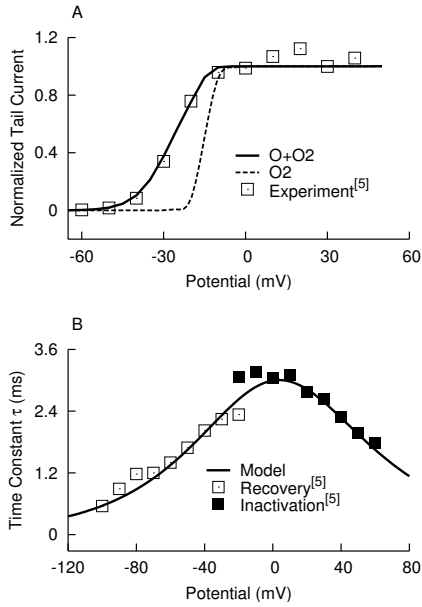 A
Normalized Tail Current
1.2
0.8
0.4
0
O+O2
O2
Experiment[5]
-60 -30 0 30 60
Potential (mV)
B
Time Constant τ (ms)
3.6
2.4
1.2
0
Model
Recovery[5]
Inactivation[5]
-120 -80 -40 0 40 80
Potential (mV)